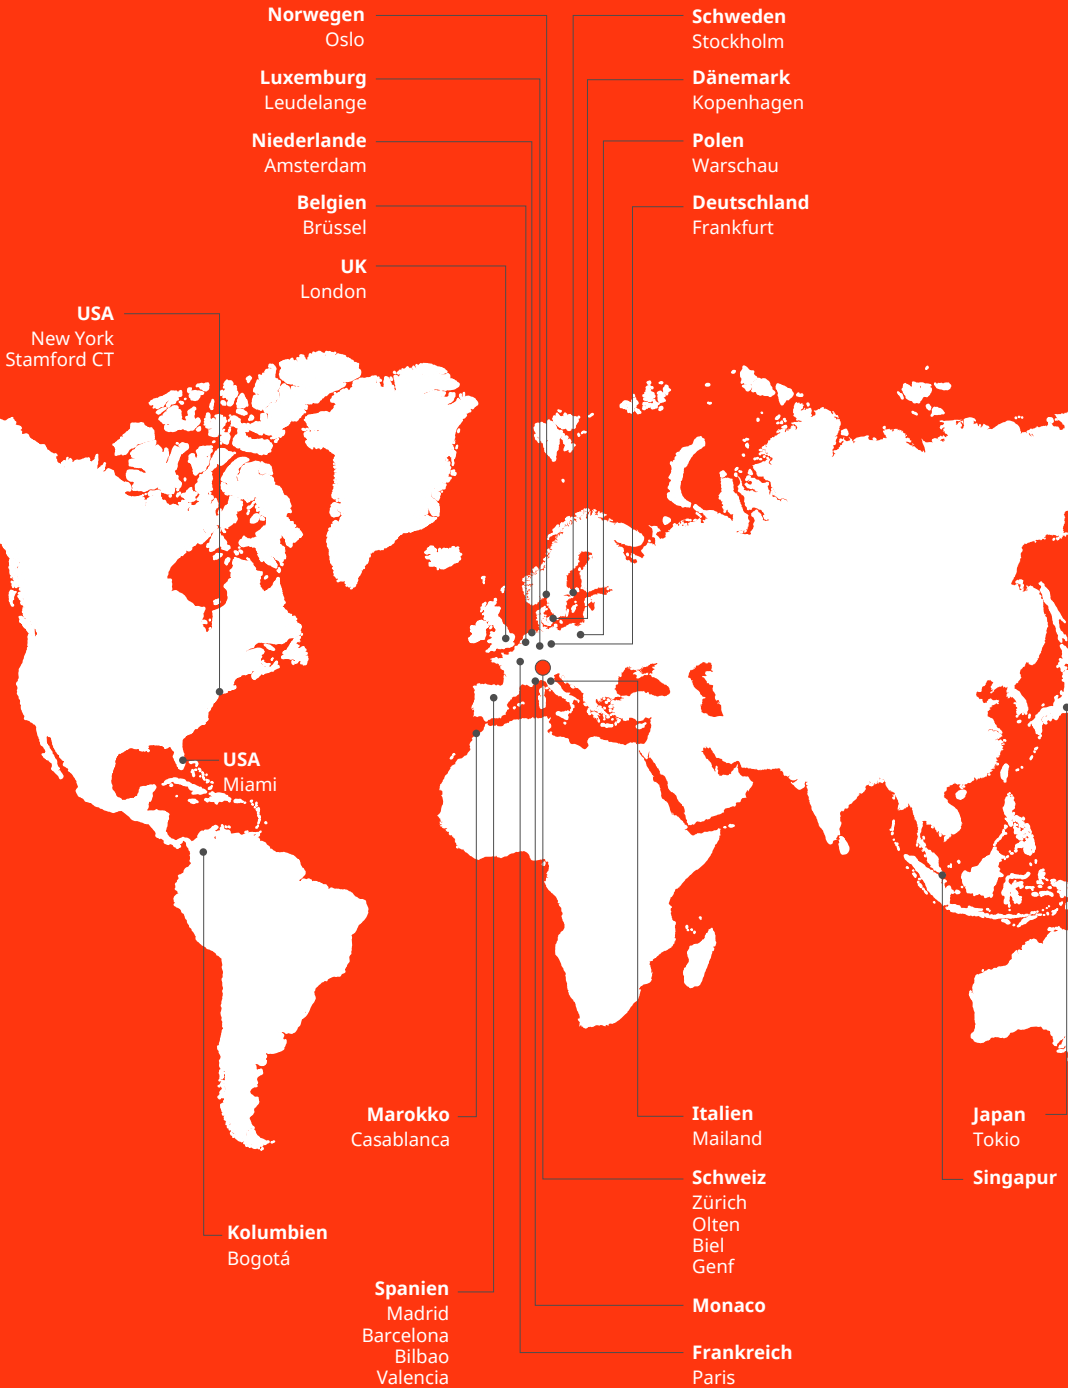 Norwegen
Oslo
Luxemburg
Leudelange
Niederlande
Amsterdam
Belgien
Brüssel
UK
London
USA
New York
Stamford CT
Schweden
Stockholm
Dänemark
Kopenhagen
Polen
Warschau
Deutschland
Frankfurt
USA
Miami
Kolumbien
Bogotá
Marokko
Casablanca
Spanien
Madrid
Barcelona
Bilbao
Valencia
Italien
Mailand
Schweiz
Zürich
Olten
Biel
Genf
Monaco
Frankreich
Paris
Japan
Tokio
Singapur